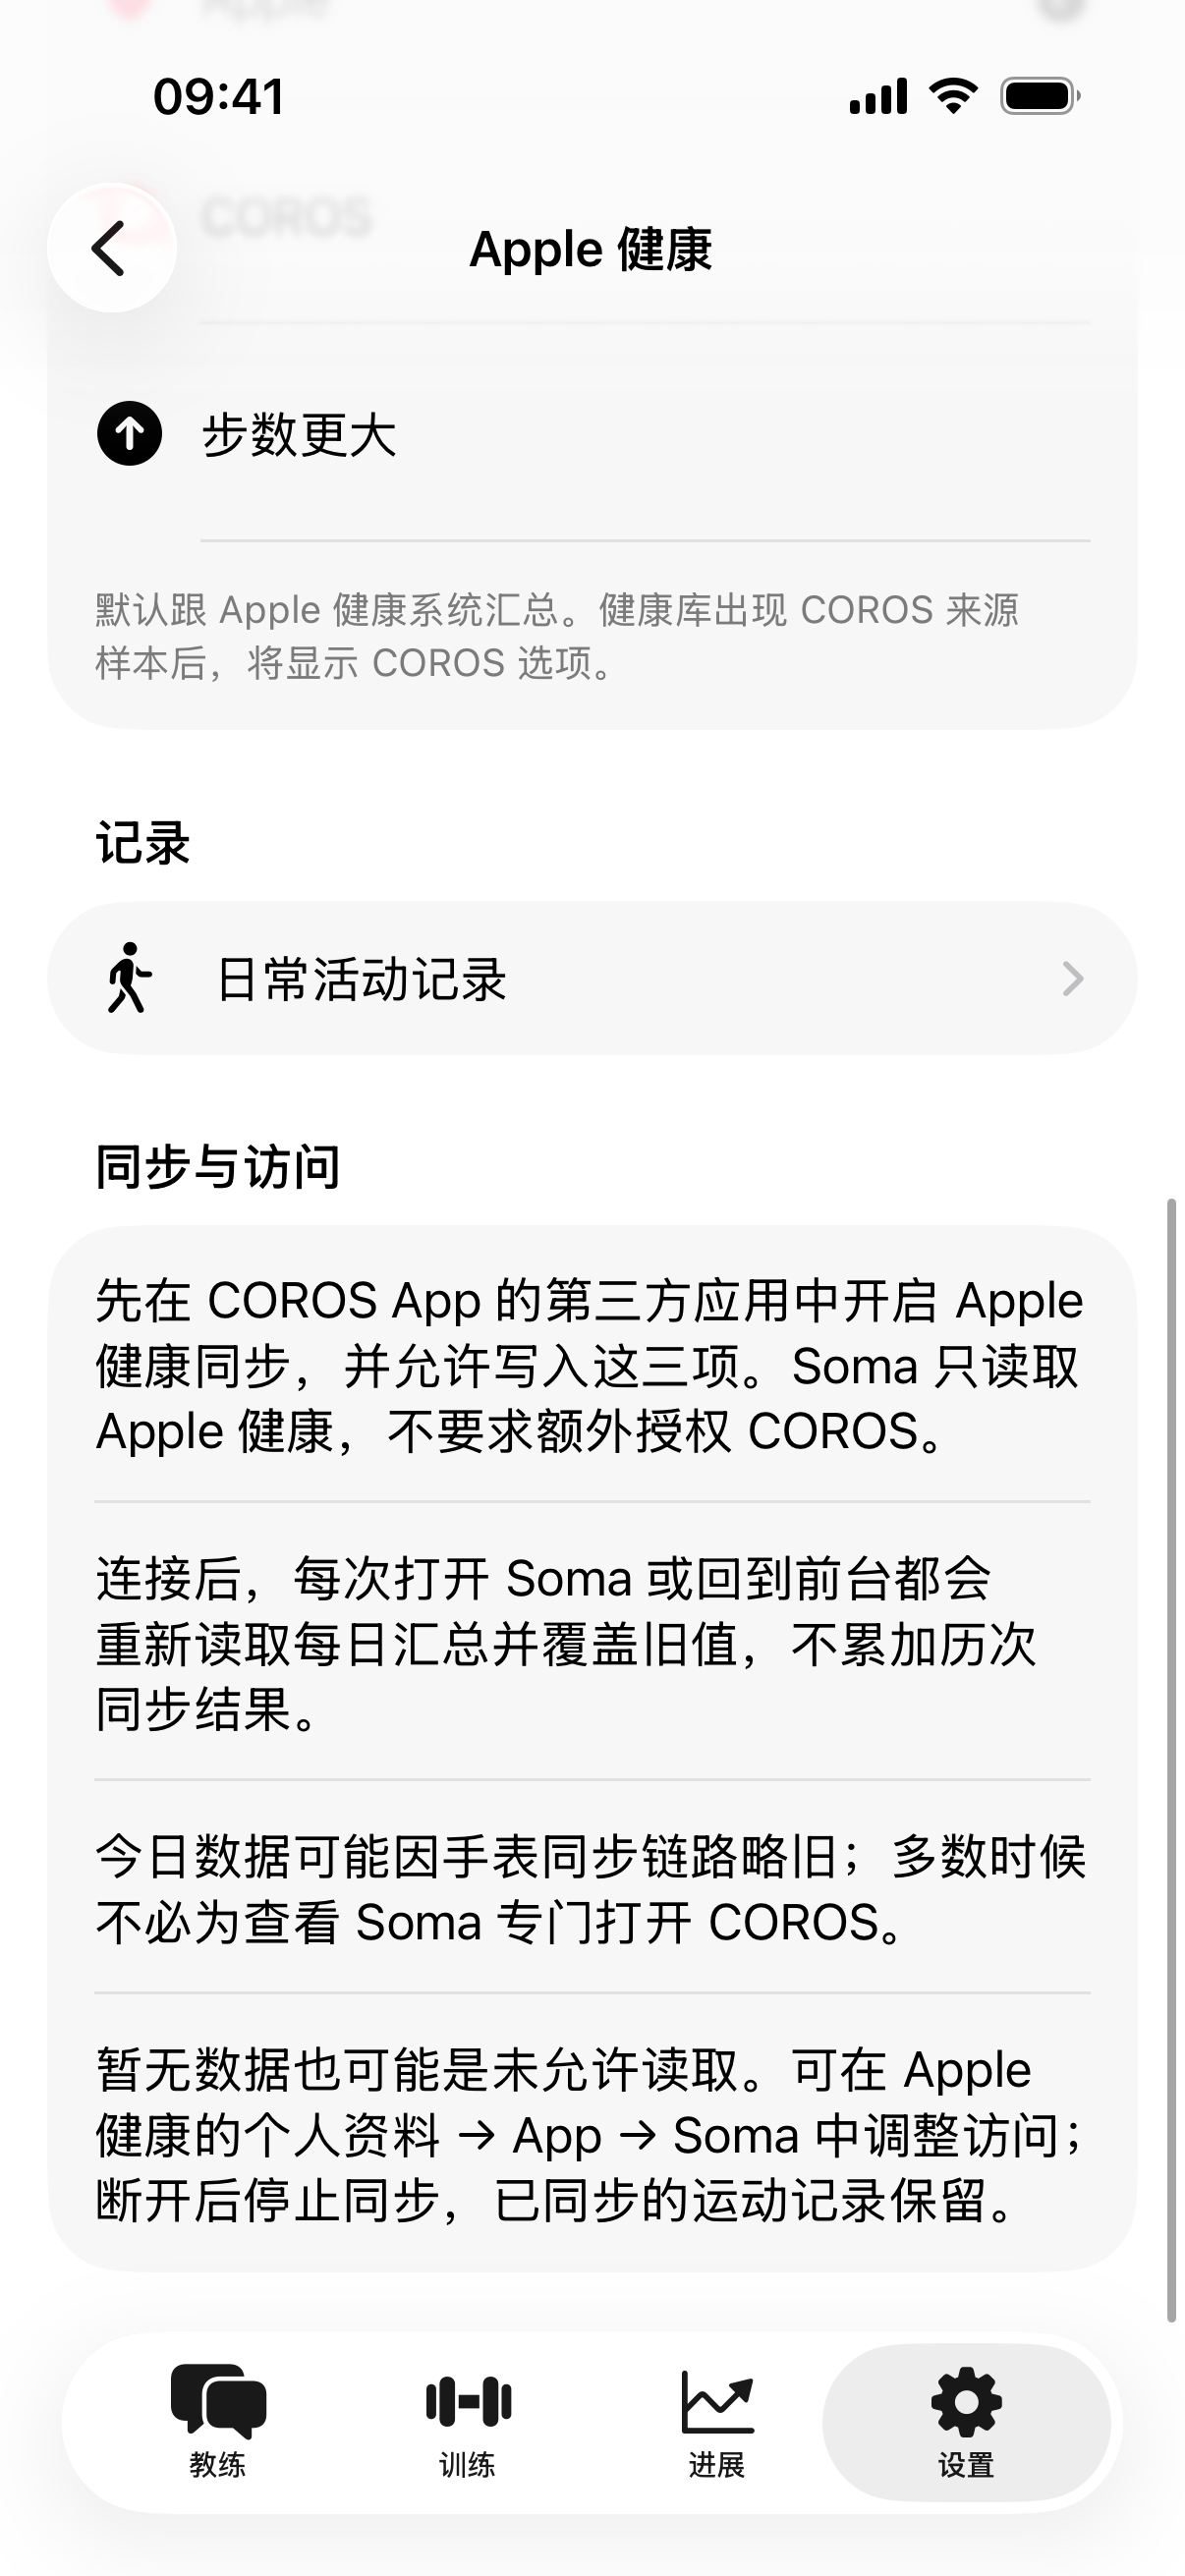 Apple
09:41
COROS
Apple 健康
步数更大
默认跟 Apple 健康系统汇总。健康库出现 COROS 来源
样本后，将显示 COROS 选项。
记录
日常活动记录
同步与访问
先在 COROS App 的第三方应用中开启 Apple
健康同步，并允许写入这三项。Soma 只读取
Apple 健康，不要求额外授权 COROS。
连接后，每次打开 Soma 或回到前台都会
重新读取每日汇总并覆盖旧值，不累加历次
同步结果。
今日数据可能因手表同步链路略旧；多数时候
不必为查看 Soma 专门打开 COROS。
暂无数据也可能是未允许读取。可在 Apple
健康的个人资料 → App → Soma 中调整访问；
断开后停止同步，已同步的运动记录保留。
教练
训练
进展
设置